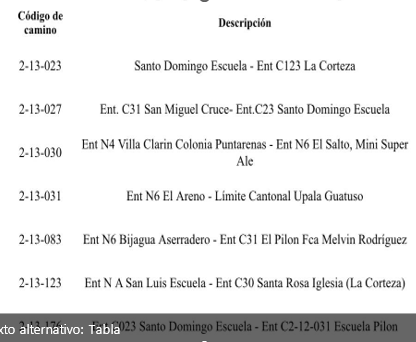 Código de
camino
Descripción
2-13-023 Santo Domingo Escuela - Ent C123 La Corteza
2-13-027 Ent. C31 San Miguel Cruce- Ent.C23 Santo Domingo Escuela
2-13-030 Ent N4 Villa Clarin Colonia Puntarenas - Ent N6 El Salto, Mini Super
Ale
2-13-031 Ent N6 El Areno - Límite Cantonal Upala Guatuso
2-13-083 Ent N6 Bijagua Aserradero - Ent C31 El Pilon Fca Melvin Rodríguez
2-13-123 Ent N A San Luis Escuela - Ent C30 Santa Rosa Iglesia (La Corteza)
Santo Domingo Escuela - Ent C2-12-031 Escuela Pilon
xto alternativo: Tabla